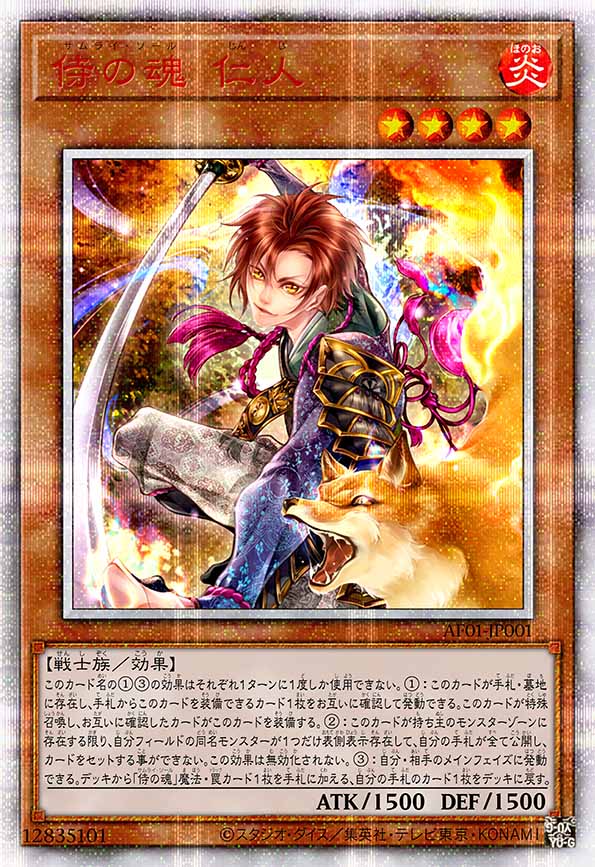 侍の魂 仁人
炎
AF01-JP001
【戦士族／効果】
このカード名の①③の効果はそれぞれ1ターンに1度しか使用できない。①：このカードが手札・墓地
に存在し、手札からこのカードを装備できるカード1枚をお互いに確認して発動できる。このカードが特殊
召喚し、お互いに確認したカードがこのカードを装備する。②：このカードが持ち主のモンスターゾーンに
存在する限り、自分フィールドの同名モンスターが1つだけ表側表示存在して、自分の手札が全て公開し、
カードをセットする事ができない。この効果は無効化されない。③：自分・相手のメインフェイズに発動
できる。デッキから「侍の魂」魔法・罠カード1枚を手札に加える、自分の手札のカード1枚をデッキに戻す。
ATK/1500 DEF/1500
12835101
©スタジオ・ダイス／集英社・テレビ東京・KONAMI